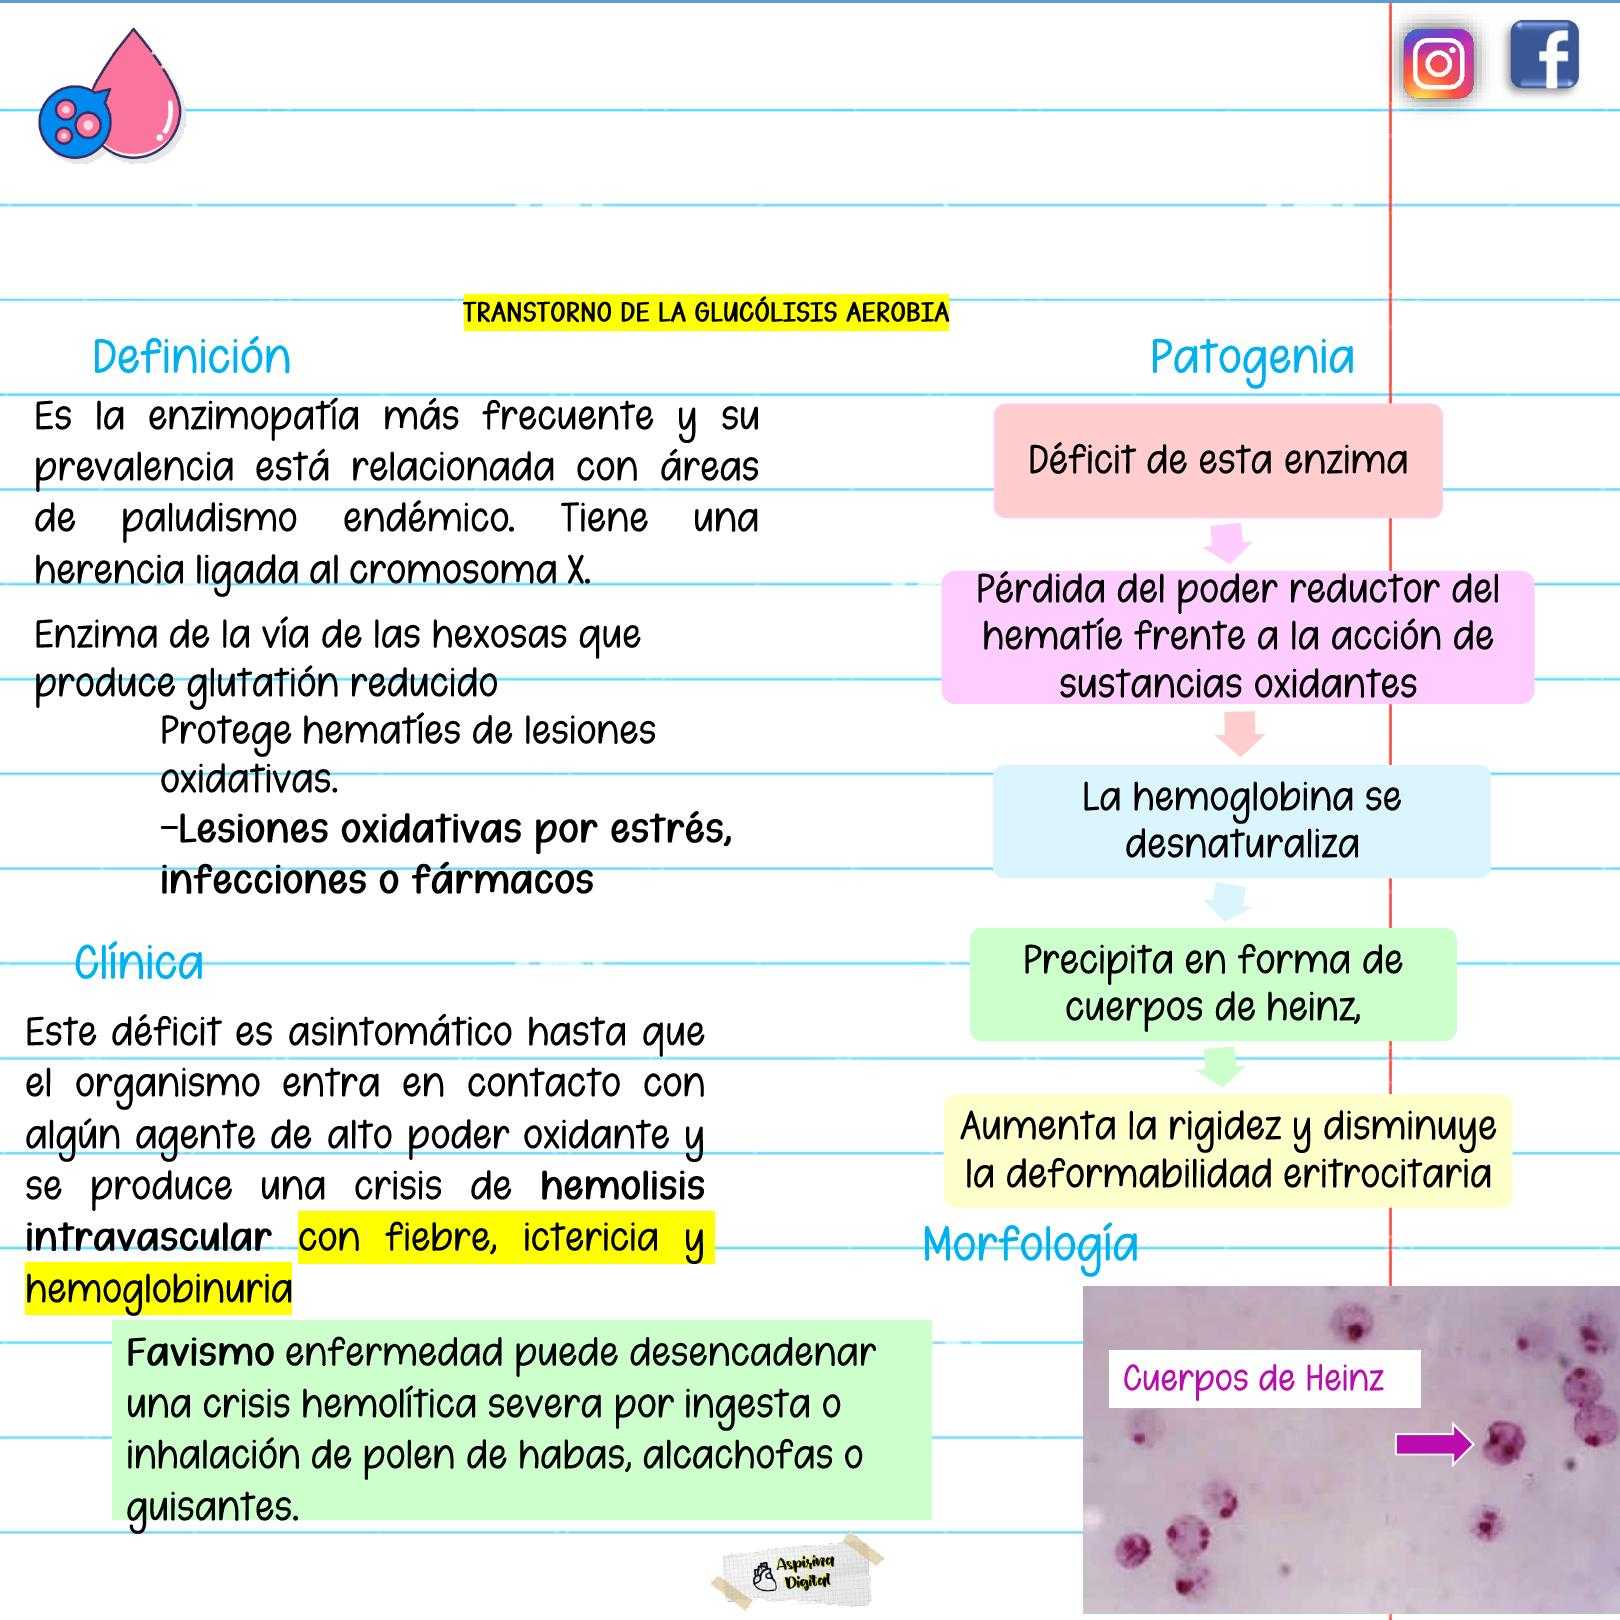 TRANSTORNO DE LA GLUCÓLISIS AEROBIA
Definición
Es la enzimopatía más frecuente y su
prevalencia está relacionada con áreas
de paludismo endémico. Tiene una
herencia ligada al cromosoma X.
Enzima de la vía de las hexosas que
produce glutatión reducido
Protege hematíes de lesiones
oxidativas.
-Lesiones oxidativas por estrés,
infecciones o fármacos
Clínica
Este déficit es asintomático hasta que
el organismo entra en contacto con
algún agente de alto poder oxidante y
se produce una crisis de hemolisis
intravascular con fiebre, ictericia y
hemoglobinuria
Favismo enfermedad puede desencadenar
una crisis hemolítica severa por ingesta o
inhalación de polen de habas, alcachofas o
guisantes.
Patogenia
Déficit de esta enzima
Pérdida del poder reductor del
hematíe frente a la acción de
sustancias oxidantes
La hemoglobina se
desnaturaliza
Precipita en forma de
cuerpos de heinz,
Aumenta la rigidez y disminuye
la deformabilidad eritrocitaria
Morfología
Cuerpos de Heinz
Aspirina
Digital